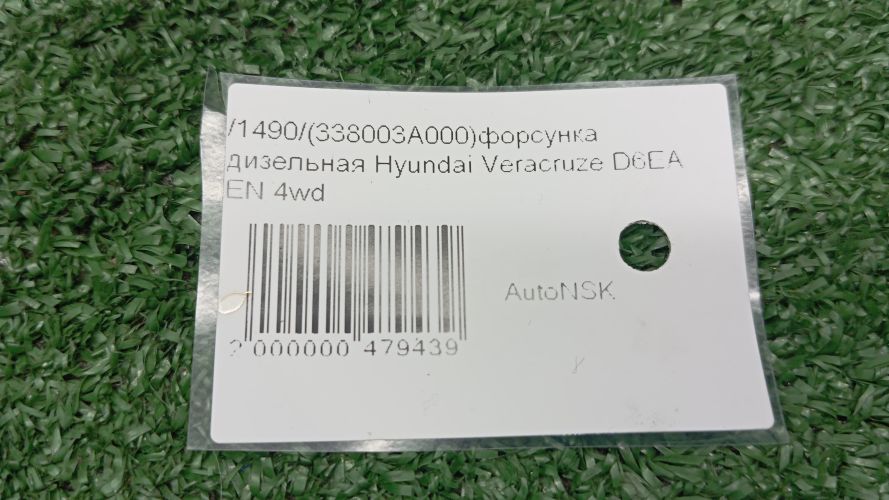 /1490/(338003A000)форсунка
дизельная Hyundai Veracruze D6EA
EN 4wd
AutoNSK
2 000000 479439